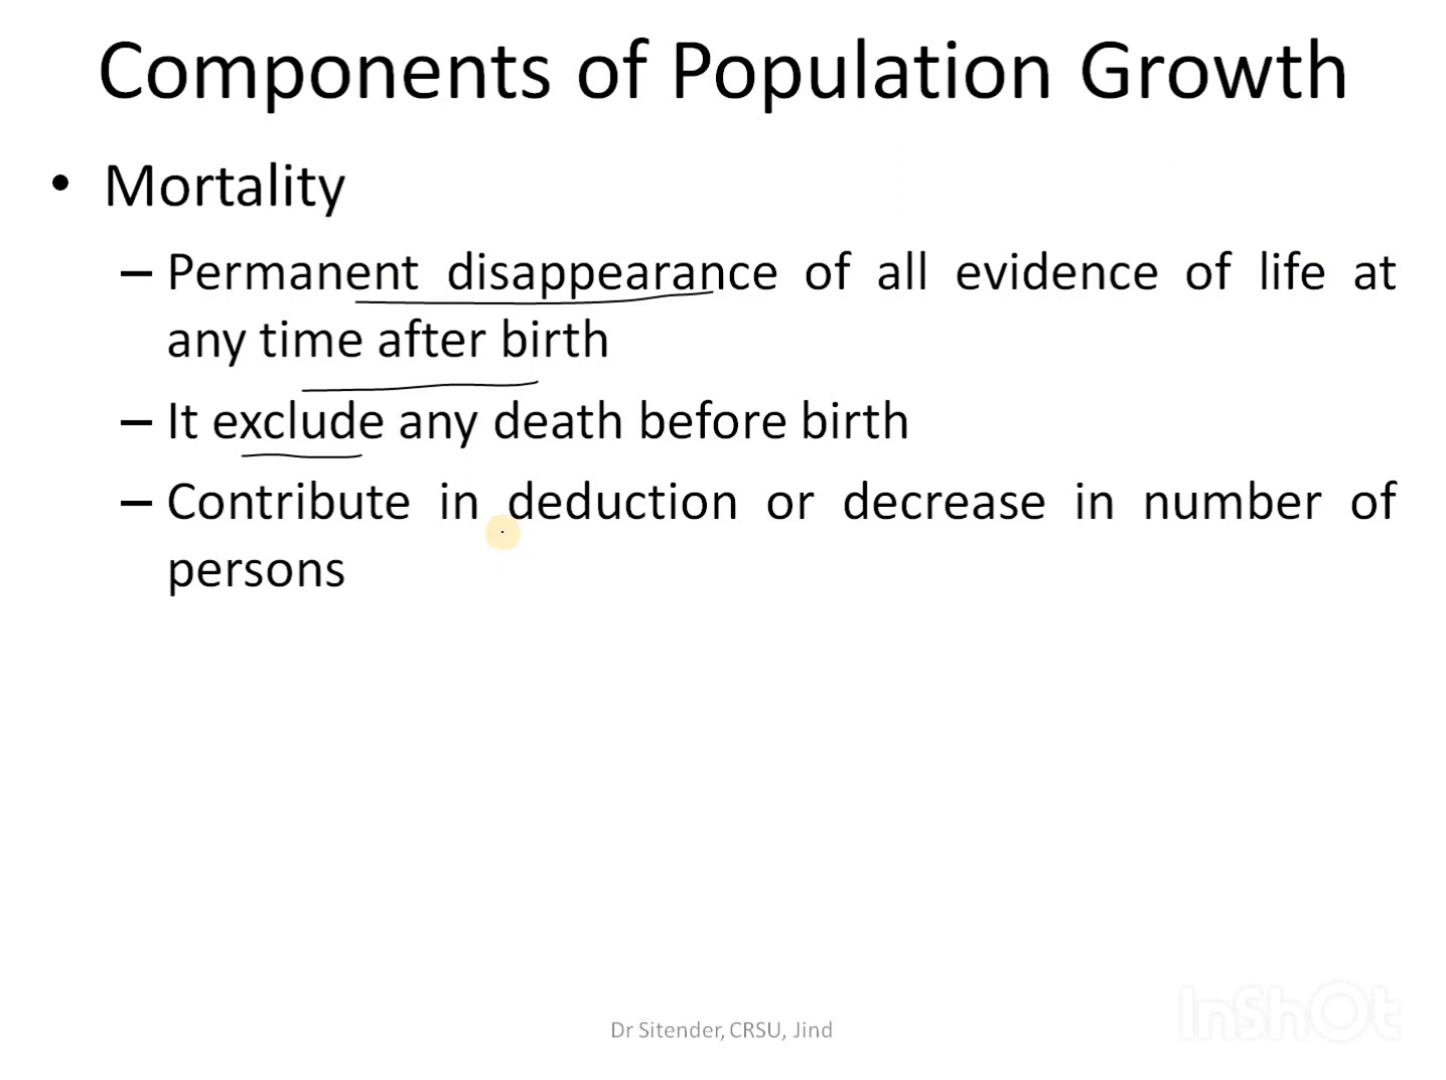 Components of Population Growth
• Mortality
– Permanent disappearance of all evidence of life at
any time after birth
– It exclude any death before birth
– Contribute in deduction or decrease in number of
persons
Dr Sitender, CRSU, Jind
InShOt